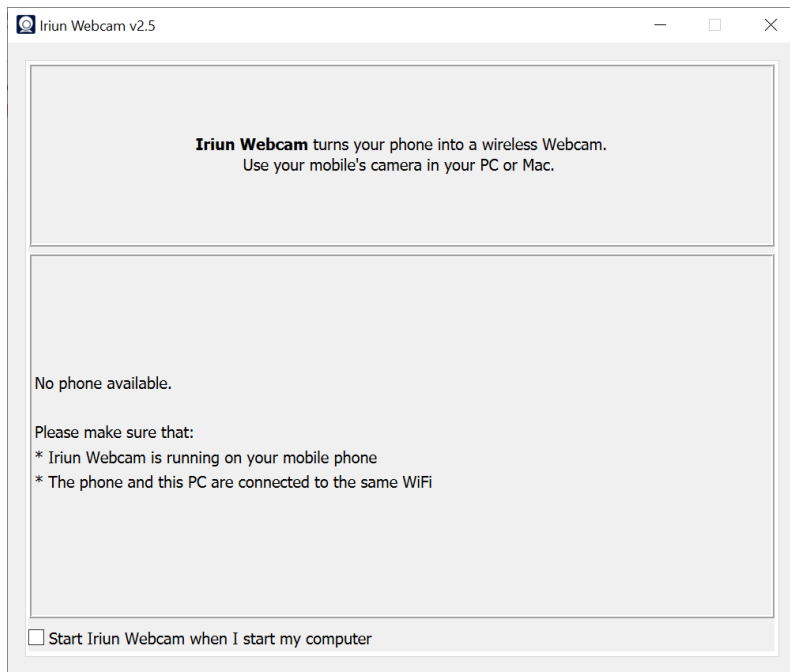 Iriun Webcam v2.5
Iriun Webcam turns your phone into a wireless Webcam.
Use your mobile's camera in your PC or Mac.
No phone available.
Please make sure that:
* Iriun Webcam is running on your mobile phone
* The phone and this PC are connected to the same WiFi
Start Iriun Webcam when I start my computer